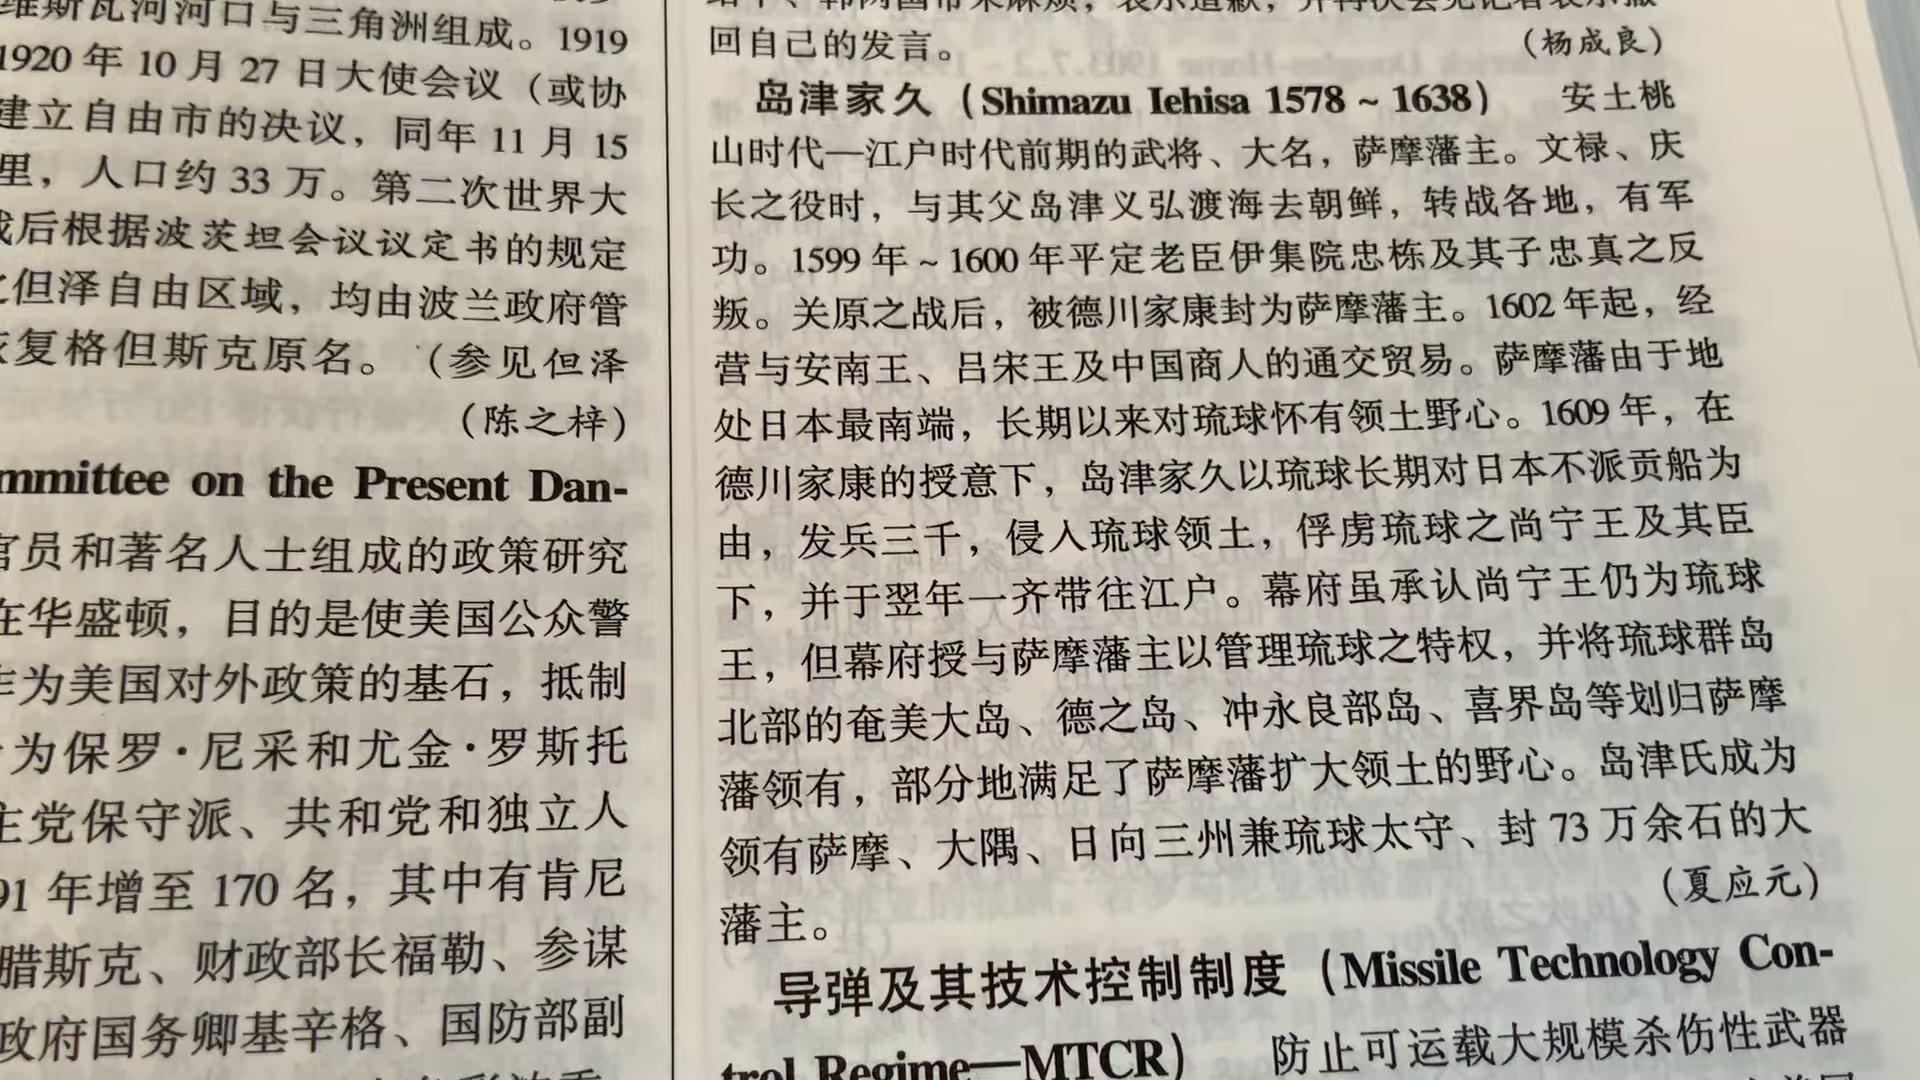 维斯瓦河河口与三角洲组成。1919
1920 年 10 月 27 日大使会议（或协
建立自由市的决议，同年 11 月 15
里，人口约 33 万。第二次世界大
战后根据波茨坦会议议定书的规定
但泽自由区域，均由波兰政府管
恢复格但斯克原名。（参见但泽
（陈之梓）
mmittee on the Present Dan-
官员和著名人士组成的政策研究
在华盛顿，目的是使美国公众警
作为美国对外政策的基石，抵制
为保罗·尼采和尤金·罗斯托
主党保守派、共和党和独立人
91 年增至 170 名，其中有肯尼
腊斯克、财政部长福勒、参谋
政府国务卿基辛格、国防部副
回自己的发言。（杨成良）
岛津家久（Shimazu Iehisa 1578～1638） 安土桃
山时代—江户时代前期的武将、大名，萨摩藩主。文禄、庆
长之役时，与其父岛津义弘渡海去朝鲜，转战各地，有军
功。1599 年～1600 年平定老臣伊集院忠栋及其子忠真之反
叛。关原之战后，被德川家康封为萨摩藩主。1602 年起，经
营与安南王、吕宋王及中国商人的通交贸易。萨摩藩由于地
处日本最南端，长期以来对琉球怀有领土野心。1609 年，在
德川家康的授意下，岛津家久以琉球长期对日本不派贡船为
由，发兵三千，侵入琉球领土，俘虏琉球之尚宁王及其臣
下，并于翌年一齐带往江户。幕府虽承认尚宁王仍为琉球
王，但幕府授与萨摩藩主以管理琉球之特权，并将琉球群岛
北部的奄美大岛、德之岛、冲永良部岛、喜界岛等划归萨摩
藩领有，部分地满足了萨摩藩扩大领土的野心。岛津氏成为
领有萨摩、大隅、日向三州兼琉球太守、封 73 万余石的大
藩主。（夏应元）
导弹及其技术控制制度（Missile Technology Con-
trol Regime—MTCR） 防止可运载大规模杀伤性武器